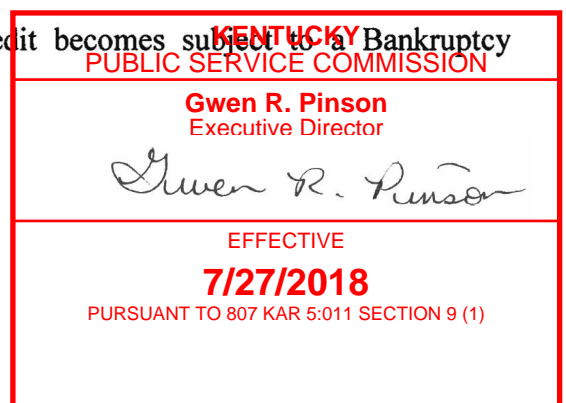 edit becomes subject to a Bankruptcy
KENTUCKY
PUBLIC SERVICE COMMISSION
Gwen R. Pinson
Executive Director
Gwen R. Pinson
EFFECTIVE
7/27/2018
PURSUANT TO 807 KAR 5:011 SECTION 9 (1)